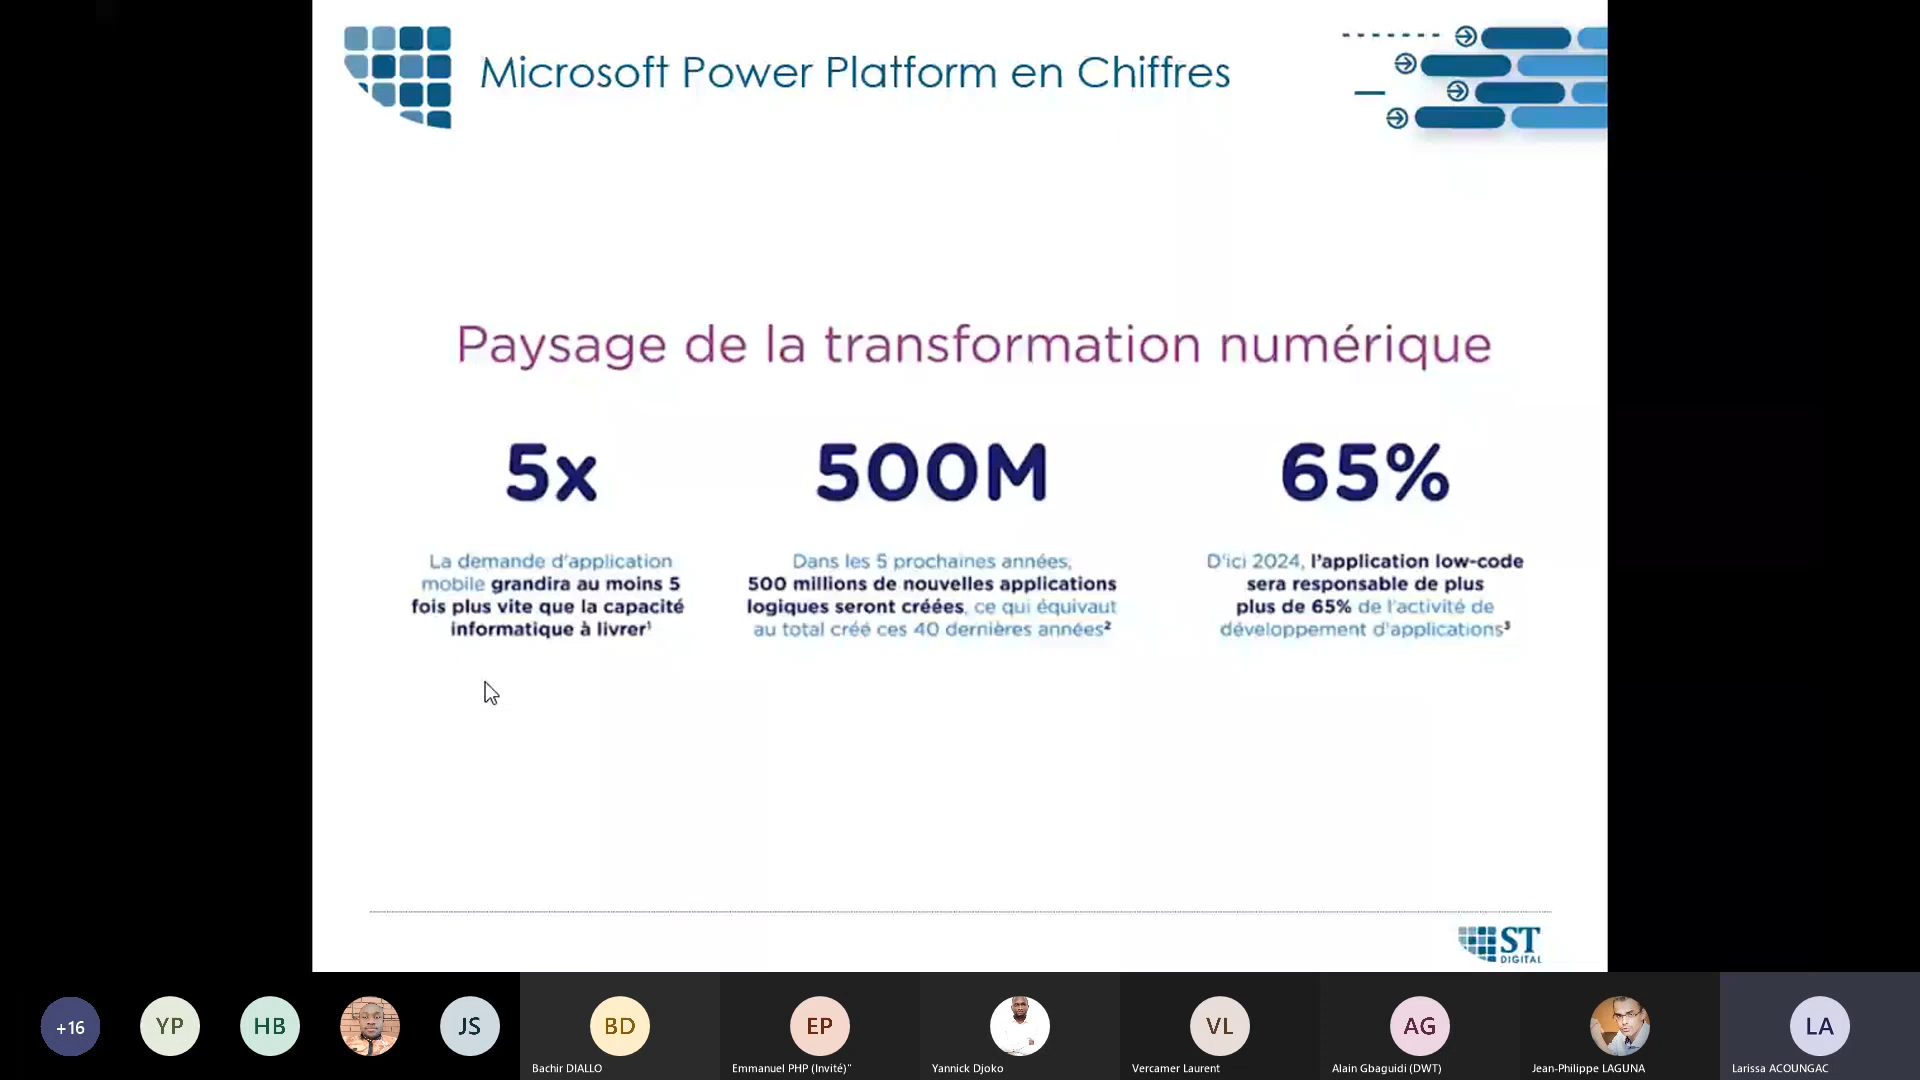 Microsoft Power Platform en Chiffres
Paysage de la transformation numérique
5x
La demande d'application
mobile grandira au moins 5
fois plus vite que la capacité
informatique à livrer¹
500M
Dans les 5 prochaines années,
500 millions de nouvelles applications
logiques seront créées, ce qui équivaut
au total créé ces 40 dernières années²
65%
D'ici 2024, l'application low-code
sera responsable de plus
plus de 65% de l'activité de
développement d'applications³
ST
DIGITAL
+16
YP
HB
JS
BD
Bachir DIALLO
EP
Emmanuel PHP (Invité)"
Yannick Djoko
VL
Vercamer Laurent
AG
Alain Gbaguidi (DWT)
Jean-Philippe LAGUNA
LA
Larissa ACOUNGAC